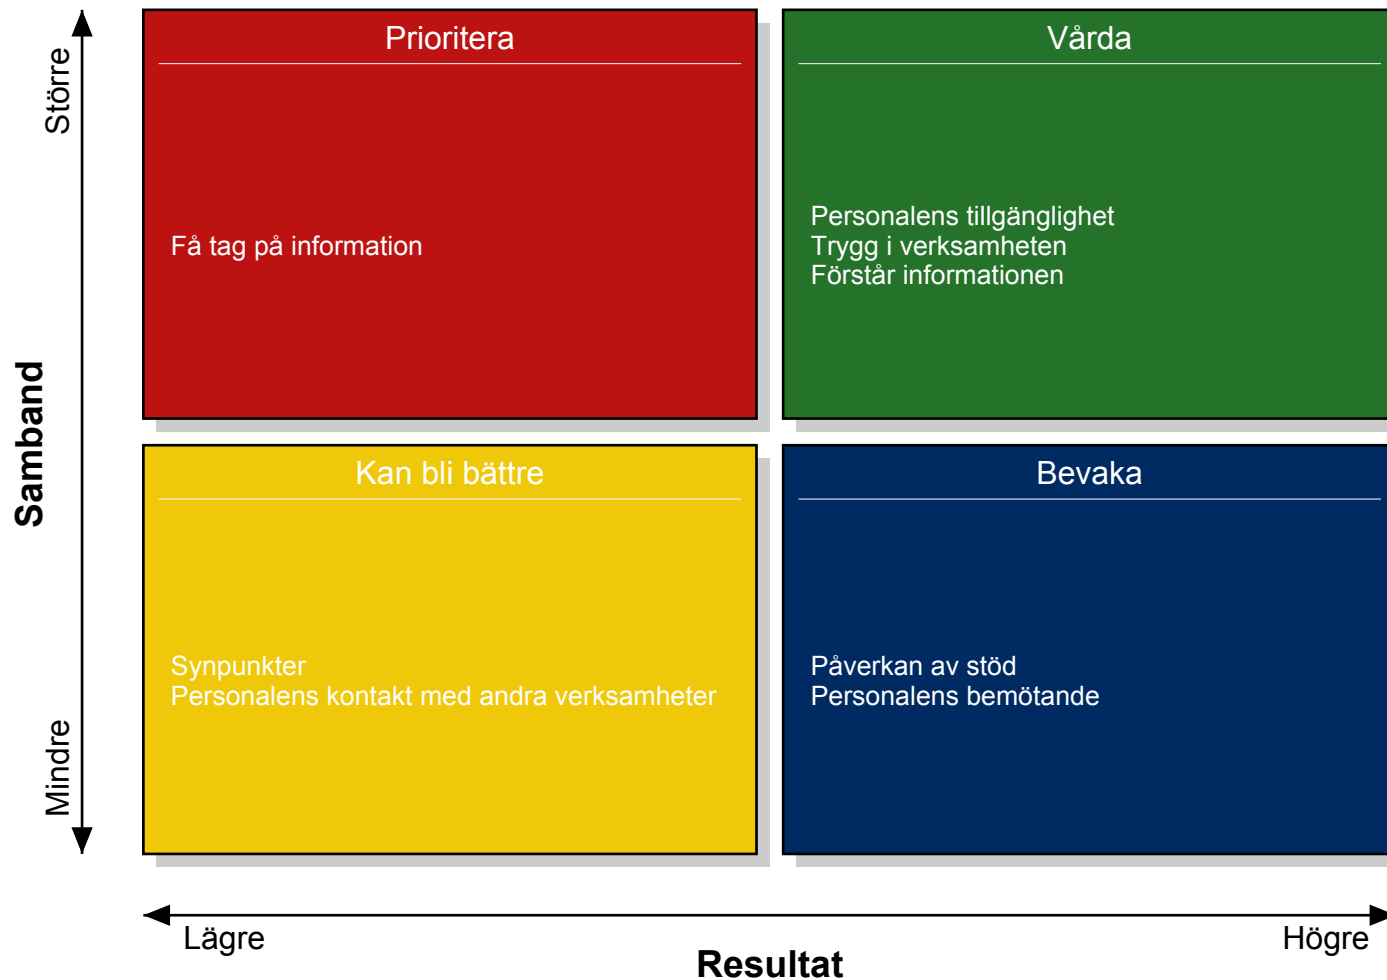 Större
Samband
Mindre
Prioritera
Få tag på information
Vårda
Personalens tillgänglighet
Trygg i verksamheten
Förstår informationen
Kan bli bättre
Synpunkter
Personalens kontakt med andra verksamheter
Bevaka
Påverkan av stöd
Personalens bemötande
Lägre
Högre
Resultat